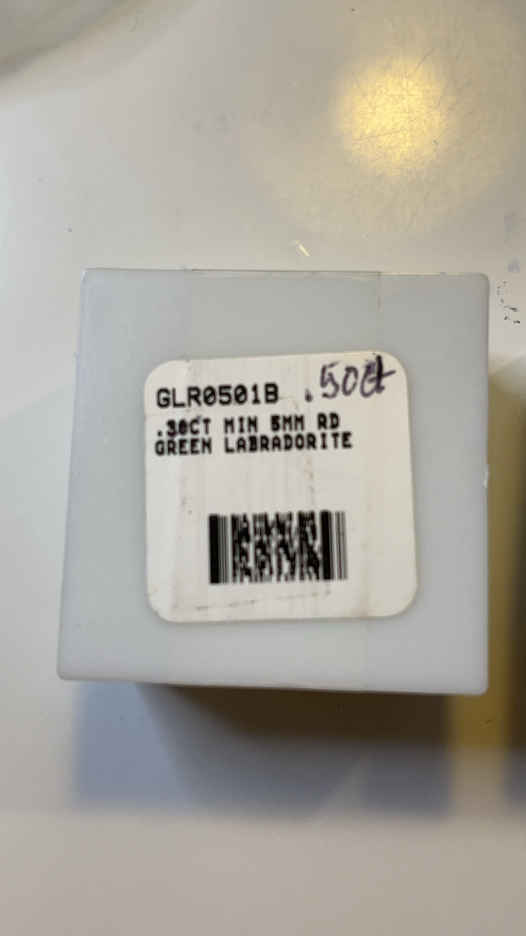 GLR0501B .50ct
.30CT MIN 5MM RD
GREEN LABRADORITE